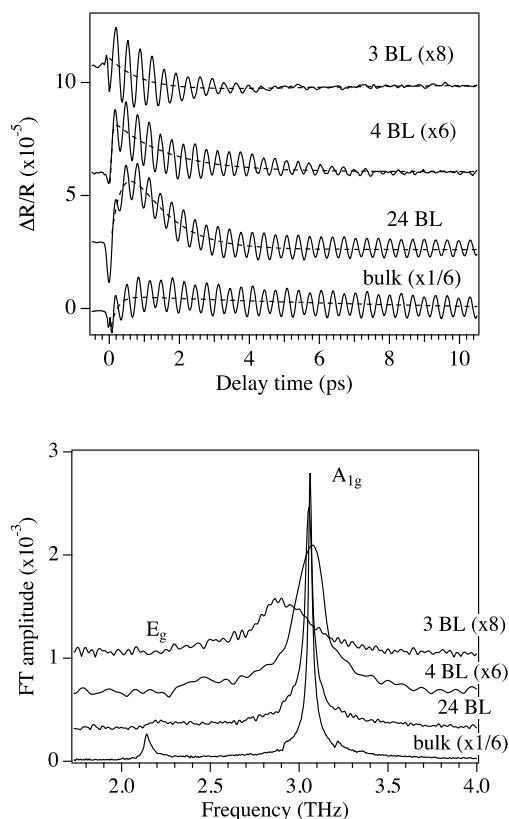 3 BL (x8)
10
4 BL (x6)
ΔR/R (x10⁻⁵)
5
24 BL
bulk (x1/6)
0
0 2 4 6 8 10
Delay time (ps)
3
A1g
FT amplitude (x10⁻³)
2
Eg
3 BL (x8)
1
4 BL (x6)
24 BL
bulk (x1/6)
0
2.0 2.5 3.0 3.5 4.0
Frequency (THz)